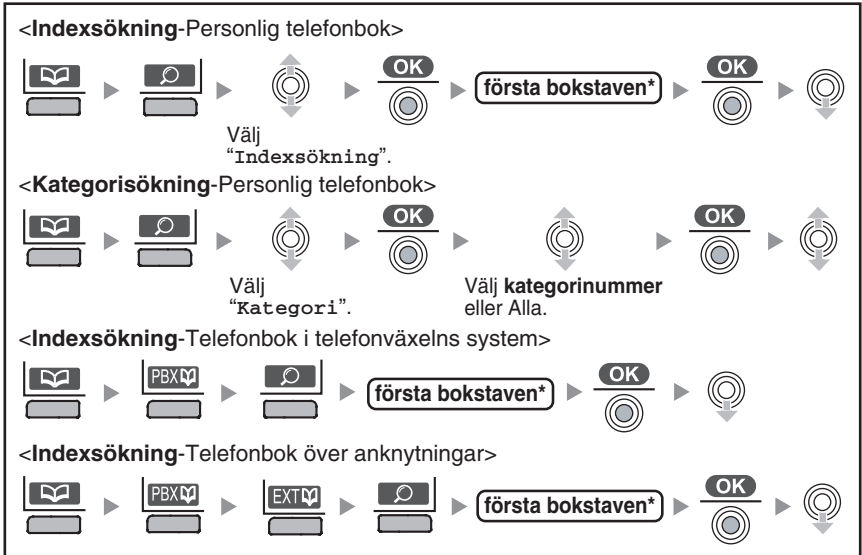 <Indexsökning-Personlig telefonbok>
OK första bokstaven* OK
Välj
“Indexsökning”.
<Kategorisökning-Personlig telefonbok>
OK OK
Välj Välj kategorinummer
“Kategori”. eller Alla.
<Indexsökning-Telefonbok i telefonväxelns system>
PBX första bokstaven* OK
<Indexsökning-Telefonbok över anknytningar>
PBX EXT första bokstaven* OK